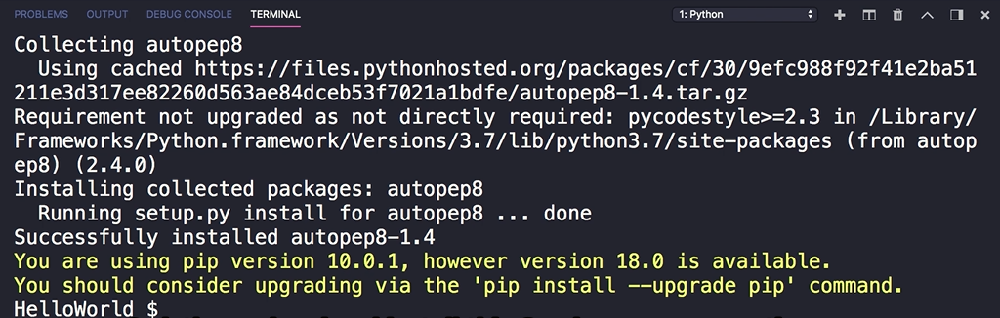 PROBLEMS OUTPUT DEBUG CONSOLE TERMINAL 1: Python
Collecting autopep8
Using cached https://files.pythonhosted.org/packages/cf/30/9efc988f92f41e2ba51
211e3d317ee82260d563ae84dceb53f7021a1bdfe/autopep8-1.4.tar.gz
Requirement not upgraded as not directly required: pycodestyle>=2.3 in /Library/
Frameworks/Python.framework/Versions/3.7/lib/python3.7/site-packages (from autop
ep8) (2.4.0)
Installing collected packages: autopep8
Running setup.py install for autopep8 ... done
Successfully installed autopep8-1.4
You are using pip version 10.0.1, however version 18.0 is available.
You should consider upgrading via the 'pip install --upgrade pip' command.
HelloWorld $